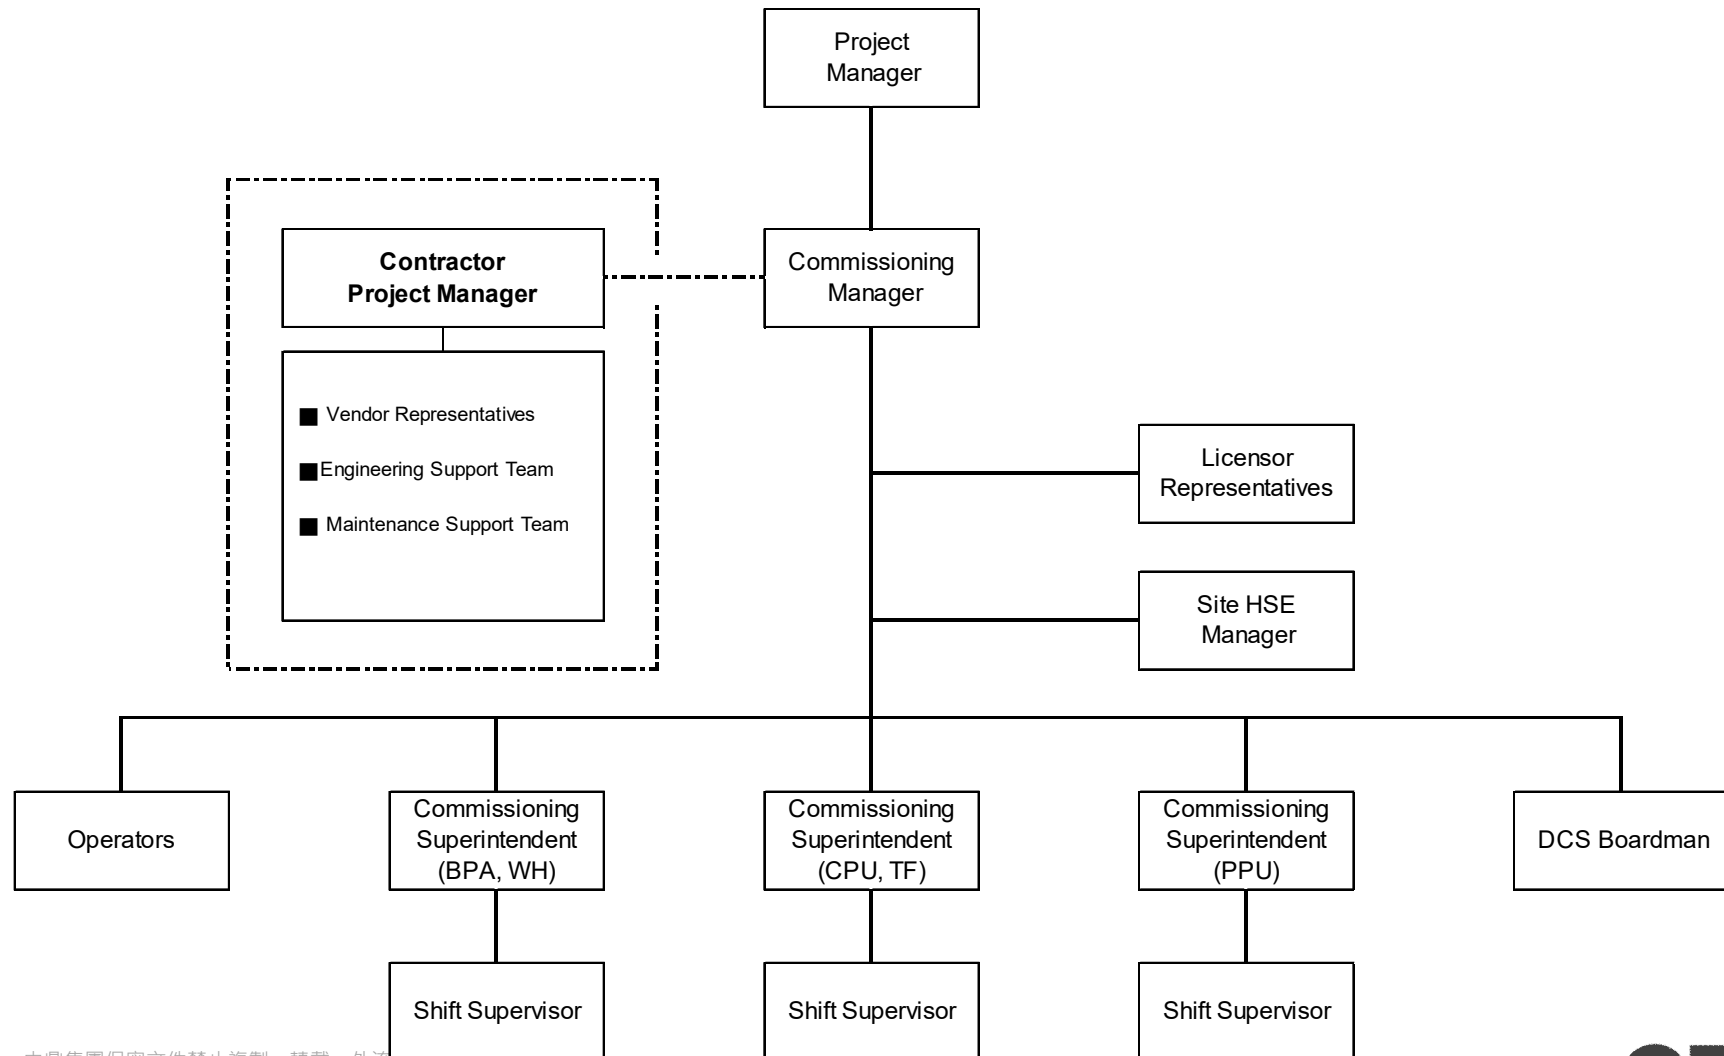 Project
Manager
Contractor
Project Manager
Commissioning
Manager
■ Vendor Representatives
■Engineering Support Team
■ Maintenance Support Team
Licensor
Representatives
Site HSE
Manager
Operators
Commissioning
Superintendent
(BPA, WH)
Commissioning
Superintendent
(CPU, TF)
Commissioning
Superintendent
(PPU)
DCS Boardman
Shift Supervisor
Shift Supervisor
Shift Supervisor